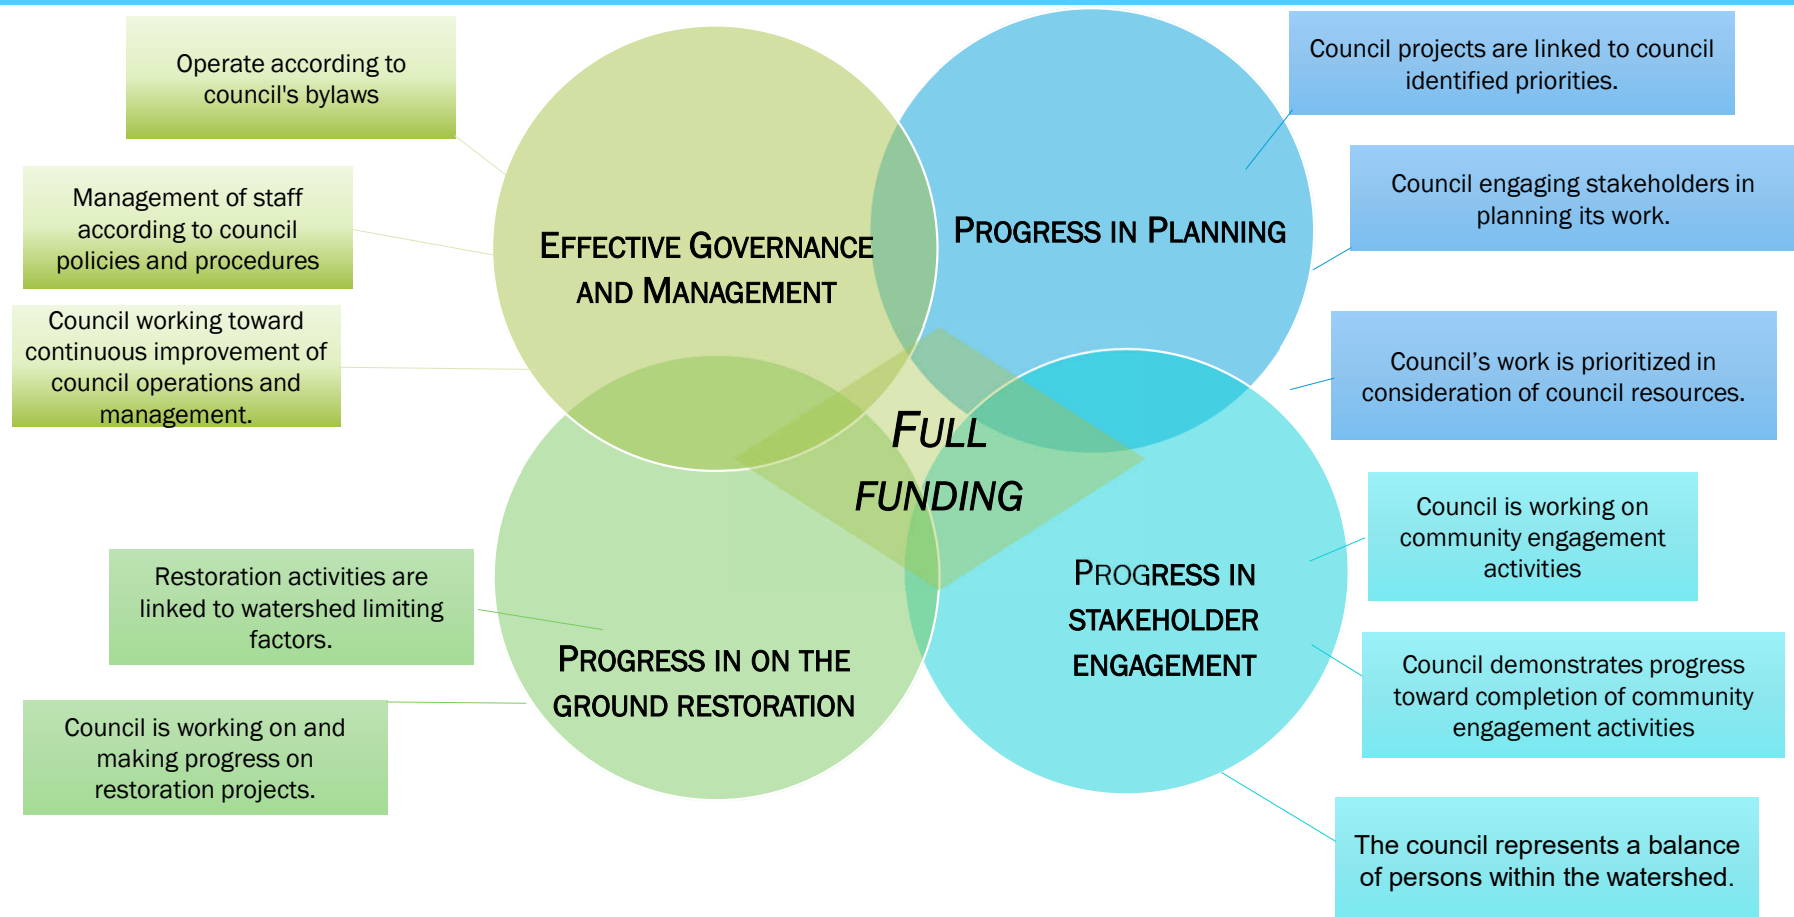 Operate according to
council's bylaws
Management of staff
according to council
policies and procedures
Council working toward
continuous improvement of
council operations and
management.
EFFECTIVE GOVERNANCE
AND MANAGEMENT
PROGRESS IN PLANNING
Council projects are linked to council
identified priorities.
Council engaging stakeholders in
planning its work.
Council’s work is prioritized in
consideration of council resources.
FULL
FUNDING
Restoration activities are
linked to watershed limiting
factors.
Council is working on and
making progress on
restoration projects.
PROGRESS IN ON THE
GROUND RESTORATION
PROGRESS IN
STAKEHOLDER
ENGAGEMENT
Council is working on
community engagement
activities
Council demonstrates progress
toward completion of community
engagement activities
The council represents a balance
of persons within the watershed.